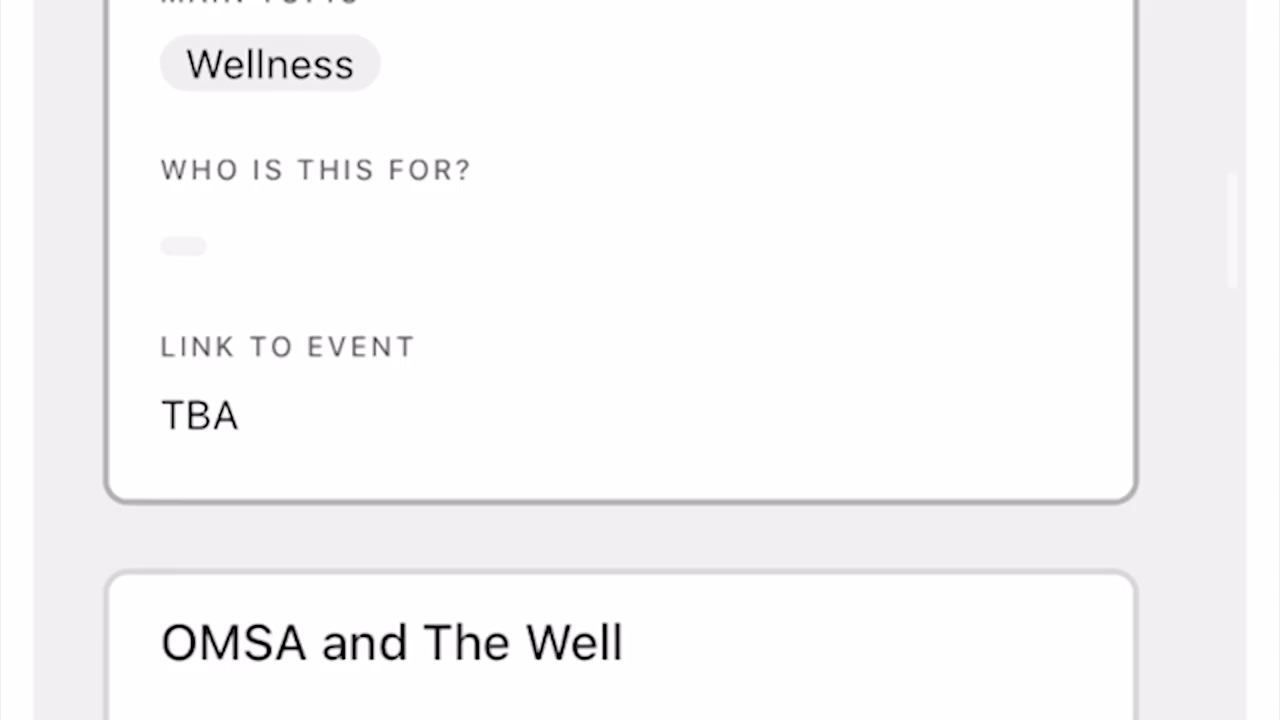 Wellness
WHO IS THIS FOR?
LINK TO EVENT
TBA
OMSA and The Well